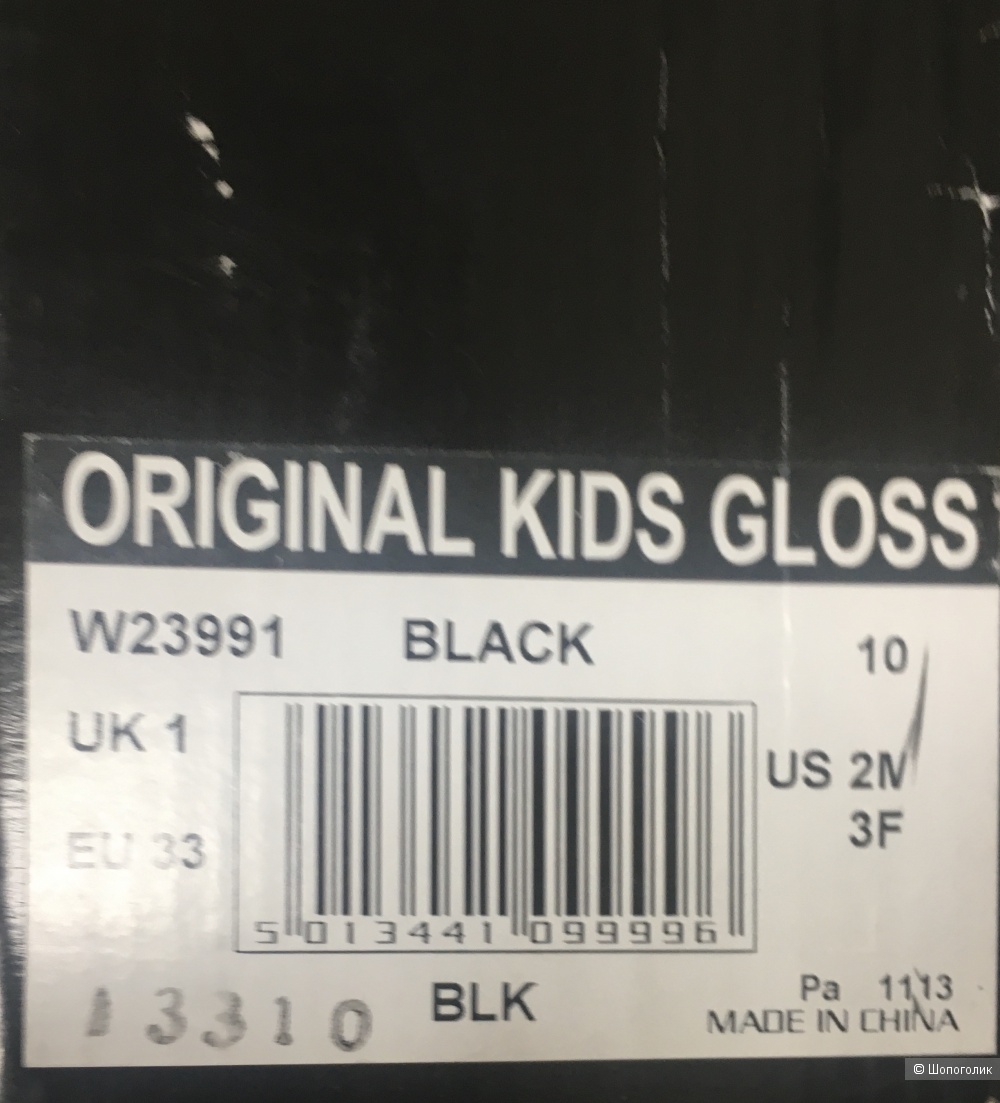 ORIGINAL KIDS GLOSS
W23991 BLACK 10
UK 1
US 2M
3F
EU 33
5 013441 099996
13310 BLK
Pa 1113
MADE IN CHINA
© Шопоголик